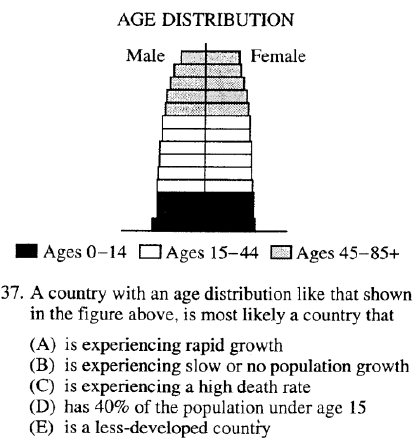 AGE DISTRIBUTION
Male Female
Ages 0–14 Ages 15–44 Ages 45–85+
37. A country with an age distribution like that shown
in the figure above, is most likely a country that
(A) is experiencing rapid growth
(B) is experiencing slow or no population growth
(C) is experiencing a high death rate
(D) has 40% of the population under age 15
(E) is a less-developed country